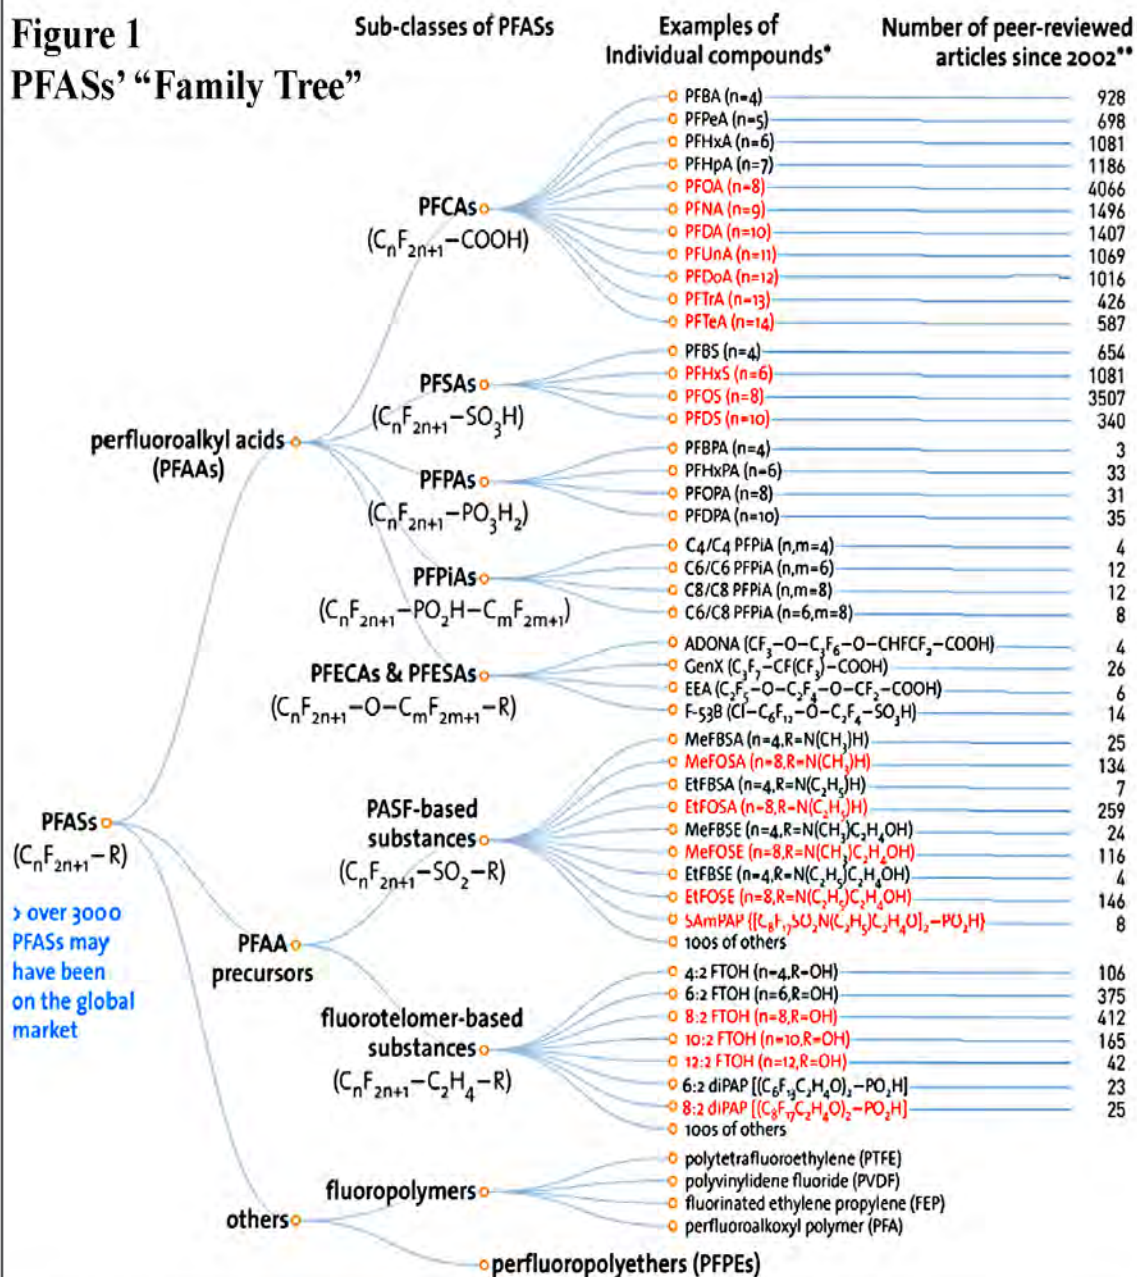 Figure 1
PFASs’ “Family Tree”
Sub-classes of PFASs
Examples of
Individual compounds*
Number of peer-reviewed
articles since 2002**
PFASs
(CnF2n+1–R)
> over 3000
PFASs may
have been
on the global
market
perfluoroalkyl acids
(PFAAs)
PFCAs
(CnF2n+1–COOH)
PFBA (n=4) 928
PFPeA (n=5) 698
PFHxA (n=6) 1081
PFHpA (n=7) 1186
PFOA (n=8) 4066
PFNA (n=9) 1496
PFDA (n=10) 1407
PFUnA (n=11) 1069
PFDoA (n=12) 1016
PFTrA (n=13) 426
PFTeA (n=14) 587
PFSAs
(CnF2n+1–SO3H)
PFBS (n=4) 654
PFHxS (n=6) 1081
PFOS (n=8) 3507
PFDS (n=10) 340
PFPAs
(CnF2n+1–PO3H2)
PFBPA (n=4) 3
PFHxPA (n=6) 33
PFOPA (n=8) 31
PFDPA (n=10) 35
PFPiAs
(CnF2n+1–PO2H–CmF2m+1)
C4/C4 PFPiA (n,m=4) 4
C6/C6 PFPiA (n,m=6) 12
C8/C8 PFPiA (n,m=8) 12
C6/C8 PFPiA (n=6,m=8) 8
PFECAs & PFESAs
(CnF2n+1–O–CmF2m+1–R)
ADONA (CF3–O–C3F6–O–CHFCF2–COOH) 4
GenX (C3F7–CF(CF3)–COOH) 26
EEA (C2F5–O–C2F4–O–CF2–COOH) 6
F-53B (Cl–C6F12–O–C2F4–SO3H) 14
PFAA
precursors
PASF-based
substances
(CnF2n+1–SO2–R)
MeFBSA (n=4,R=N(CH3)H) 25
MeFOSA (n=8,R=N(CH3)H) 134
EtFBSA (n=4,R=N(C2H5)H) 7
EtFOSA (n=8,R=N(C2H5)H) 259
MeFBSE (n=4,R=N(CH3)C2H4OH) 24
MeFOSE (n=8,R=N(CH3)C2H4OH) 116
EtFBSE (n=4,R=N(C2H5)C2H4OH) 4
EtFOSE (n=8,R=N(C2H5)C2H4OH) 146
SAmPAP {[C8F17SO2N(C2H5)C2H4O]2–PO2H} 8
100s of others
fluorotelomer-based
substances
(CnF2n+1–C2H4–R)
4:2 FTOH (n=4,R=OH) 106
6:2 FTOH (n=6,R=OH) 375
8:2 FTOH (n=8,R=OH) 412
10:2 FTOH (n=10,R=OH) 165
12:2 FTOH (n=12,R=OH) 42
6:2 diPAP [(C6F13C2H4O)2–PO2H] 23
8:2 diPAP [(C8F17C2H4O)2–PO2H] 25
100s of others
others
fluoropolymers
polytetrafluoroethylene (PTFE)
polyvinylidene fluoride (PVDF)
fluorinated ethylene propylene (FEP)
perfluoroalkoxyl polymer (PFA)
perfluoropolyethers (PFPEs)